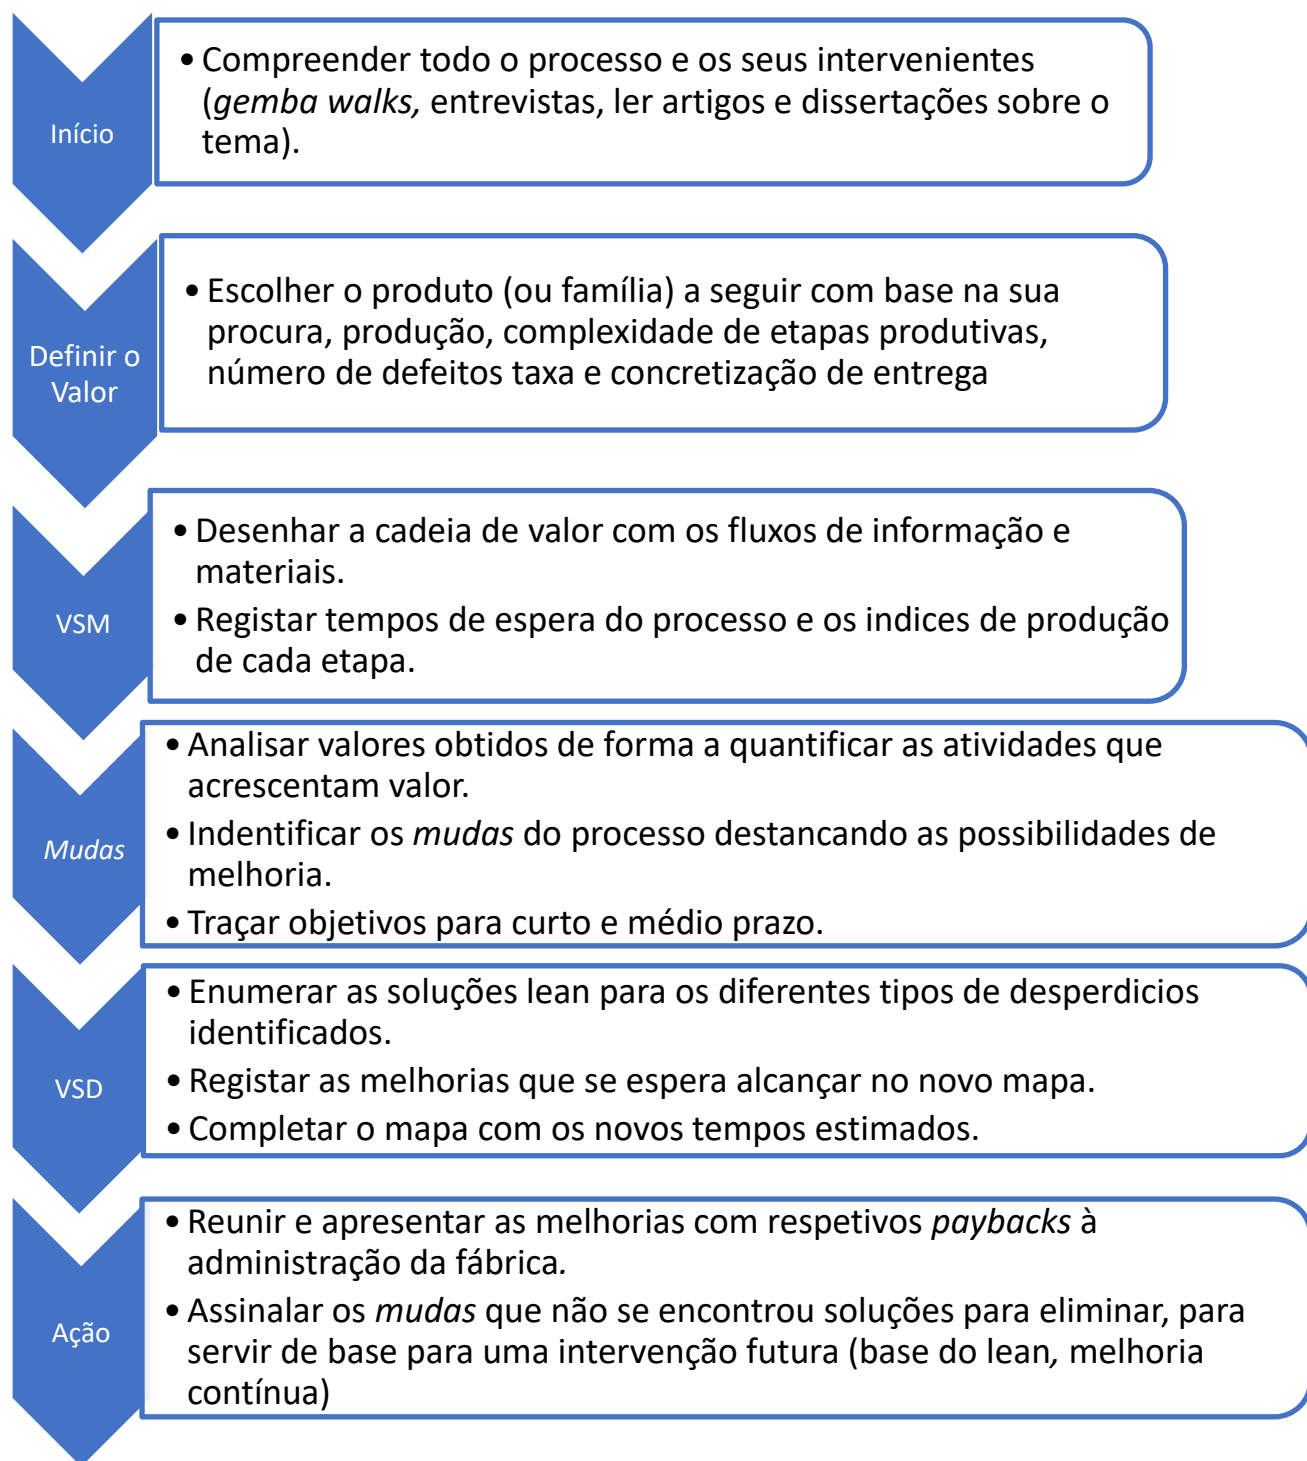 Início
• Compreender todo o processo e os seus intervenientes
(gemba walks, entrevistas, ler artigos e dissertações sobre o
tema).
Definir o
Valor
• Escolher o produto (ou família) a seguir com base na sua
procura, produção, complexidade de etapas produtivas,
número de defeitos taxa e concretização de entrega
VSM
• Desenhar a cadeia de valor com os fluxos de informação e
materiais.
• Registar tempos de espera do processo e os indices de produção
de cada etapa.
Mudas
• Analisar valores obtidos de forma a quantificar as atividades que
acrescentam valor.
• Indentificar os mudas do processo destancando as possibilidades de
melhoria.
• Traçar objetivos para curto e médio prazo.
VSD
• Enumerar as soluções lean para os diferentes tipos de desperdicios
identificados.
• Registar as melhorias que se espera alcançar no novo mapa.
• Completar o mapa com os novos tempos estimados.
Ação
• Reunir e apresentar as melhorias com respetivos paybacks à
administração da fábrica.
• Assinalar os mudas que não se encontrou soluções para eliminar, para
servir de base para uma intervenção futura (base do lean, melhoria
contínua)